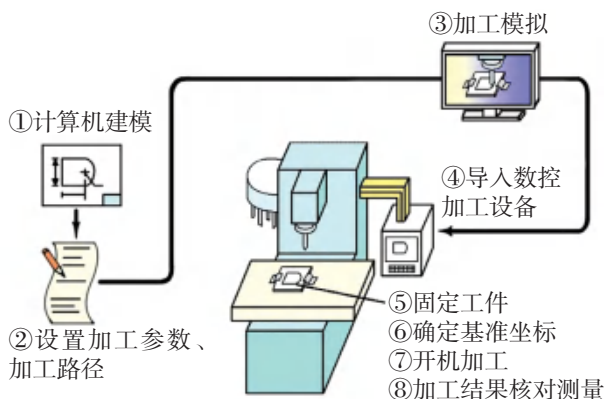 ③加工模拟
①计算机建模
④导入数控
加工设备
②设置加工参数、
加工路径
⑤固定工件
⑥确定基准坐标
⑦开机加工
⑧加工结果核对测量